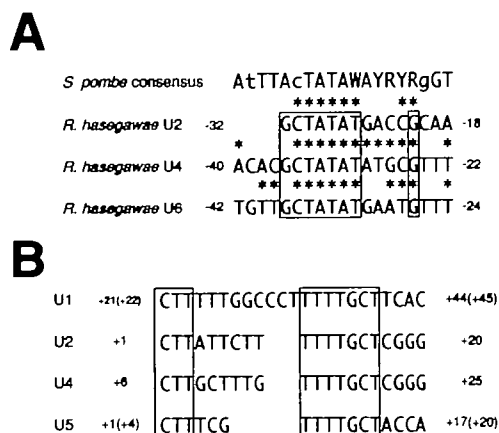 A
S pombe consensus AtTTAcTATAWAYRYRgGT
****** **
R. hasegawae U2 -32 GCTATATGACCGCAA -18
* *********** *
R. hasegawae U4 -40 ACACGCTATATATGCGTTT -22
** ****** *** *
R. hasegawae U6 -42 TGTTGCTATATGAATGTTT -24
B
U1 +21(+22) CTTTTTGGCCCTTTTTGCTTCAC +44(+45)
U2 +1 CTTATTCTT TTTTGCTCGGG +20
U4 +6 CTTGCTTTG TTTTGCTCGGG +25
U5 +1(+4) CTTTCG TTTTGCTACCA +17(+20)